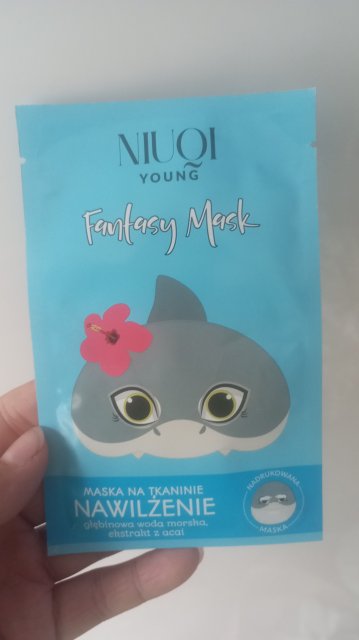 NIUQI
YOUNG
Fantasy Mask
MASKA NA TKANINIE
NAWILŻENIE
głębinowa woda morska,
ekstrakt z acai
NADRUKOWANA
MASKA